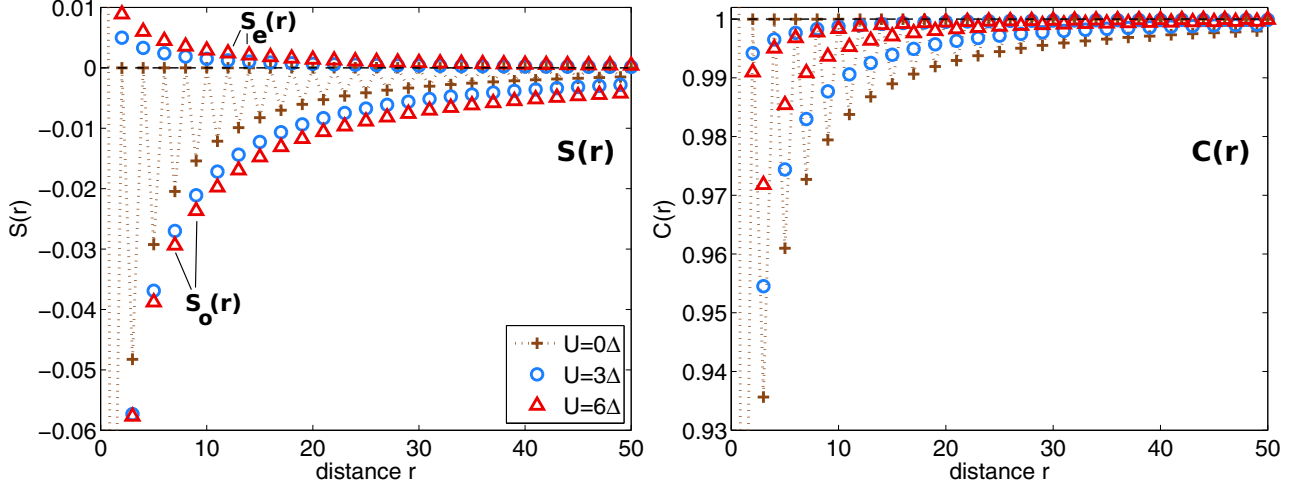 0.01
0
−0.01
−0.02
−0.03
−0.04
−0.05
−0.06
S(r)
0
10
20
30
40
50
distance r
S_e(r)
S_o(r)
S(r)
U=0Δ
U=3Δ
U=6Δ
1
0.99
0.98
0.97
0.96
0.95
0.94
0.93
C(r)
0
10
20
30
40
50
distance r
C(r)